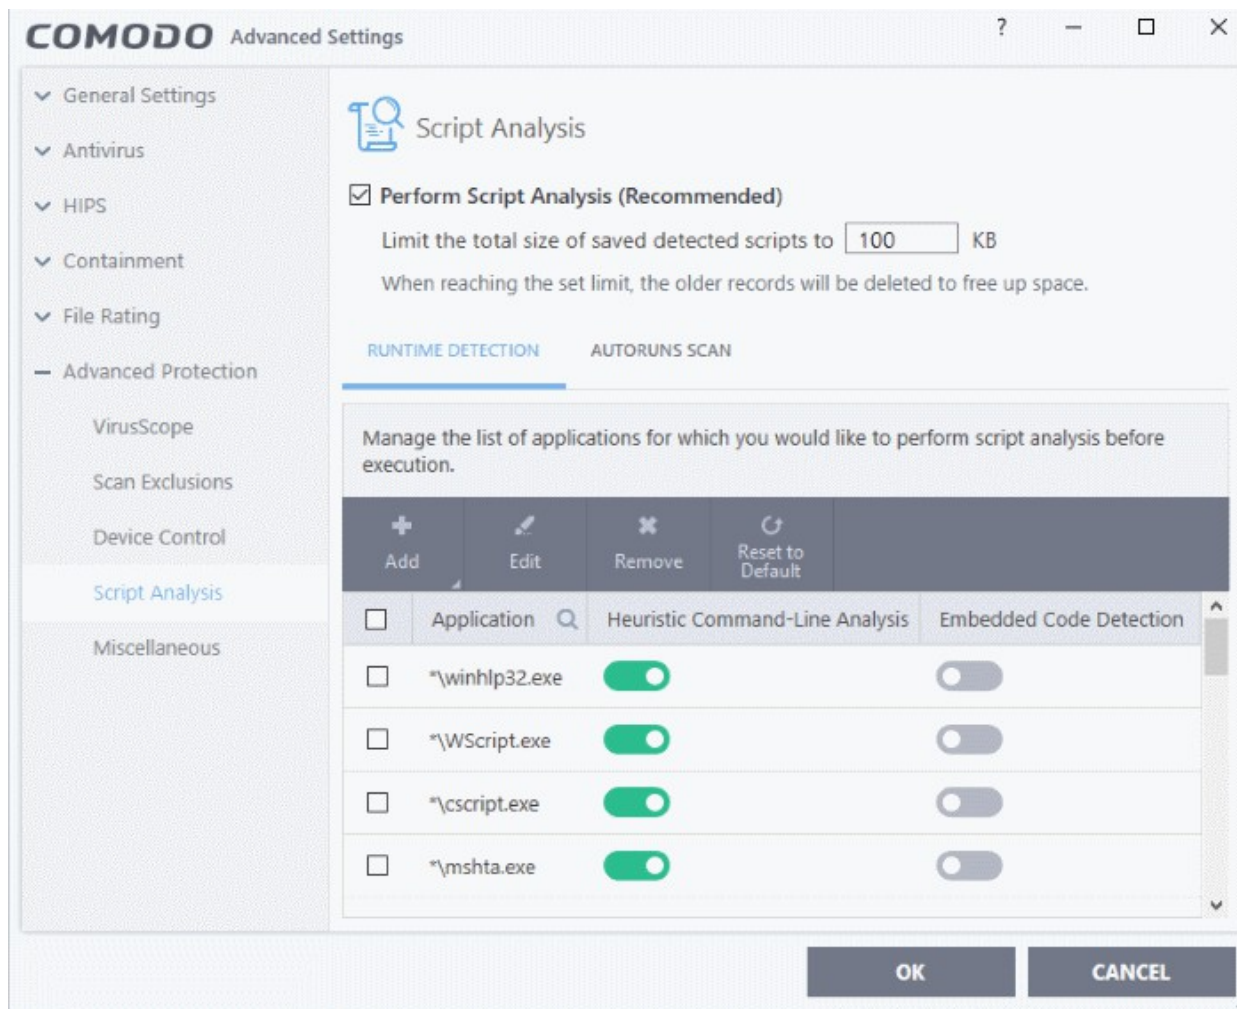 COMODO Advanced Settings ?
General Settings
Antivirus
HIPS
Containment
File Rating
Advanced Protection
VirusScope
Scan Exclusions
Device Control
Script Analysis
Miscellaneous
Script Analysis
Perform Script Analysis (Recommended)
Limit the total size of saved detected scripts to 100 KB
When reaching the set limit, the older records will be deleted to free up space.
RUNTIME DETECTION AUTORUNS SCAN
Manage the list of applications for which you would like to perform script analysis before
execution.
Add Edit Remove Reset to
Default
Application Heuristic Command-Line Analysis Embedded Code Detection
*\winhlp32.exe
*\WScript.exe
*\cscript.exe
*\mshta.exe
OK CANCEL